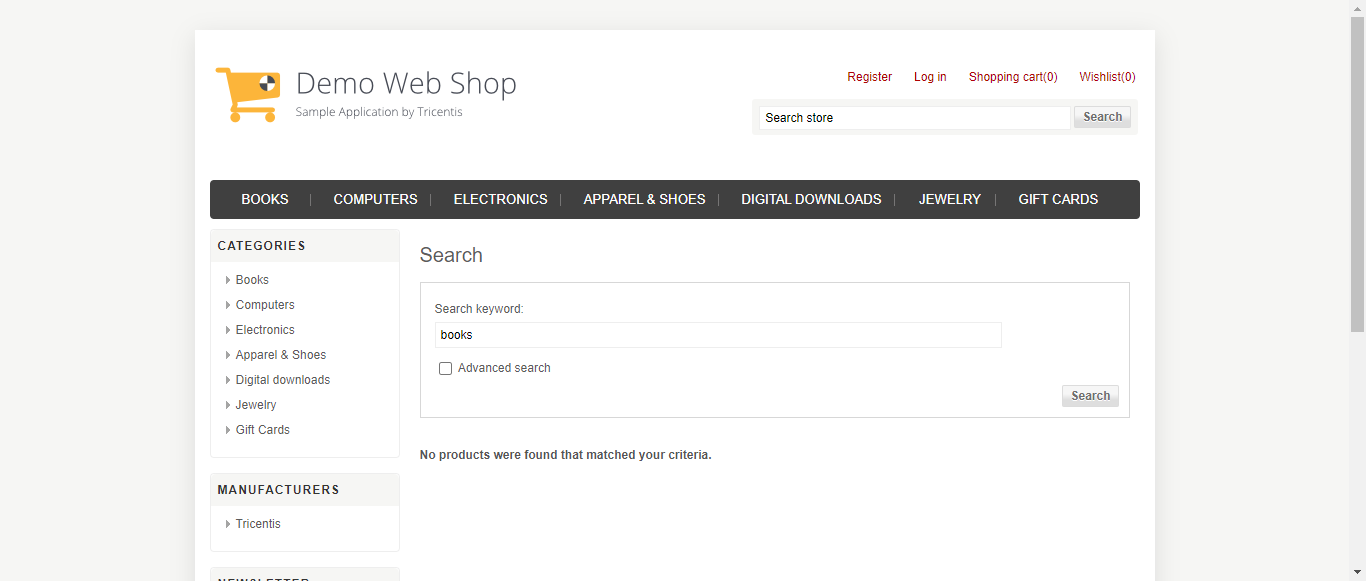 Demo Web Shop
Sample Application by Tricentis
Register Log in Shopping cart(0) Wishlist(0)
Search store Search
BOOKS | COMPUTERS | ELECTRONICS | APPAREL & SHOES | DIGITAL DOWNLOADS | JEWELRY | GIFT CARDS
CATEGORIES
Books
Computers
Electronics
Apparel & Shoes
Digital downloads
Jewelry
Gift Cards
MANUFACTURERS
Tricentis
NEWSLETTER
Search
Search keyword:
books
Advanced search
Search
No products were found that matched your criteria.